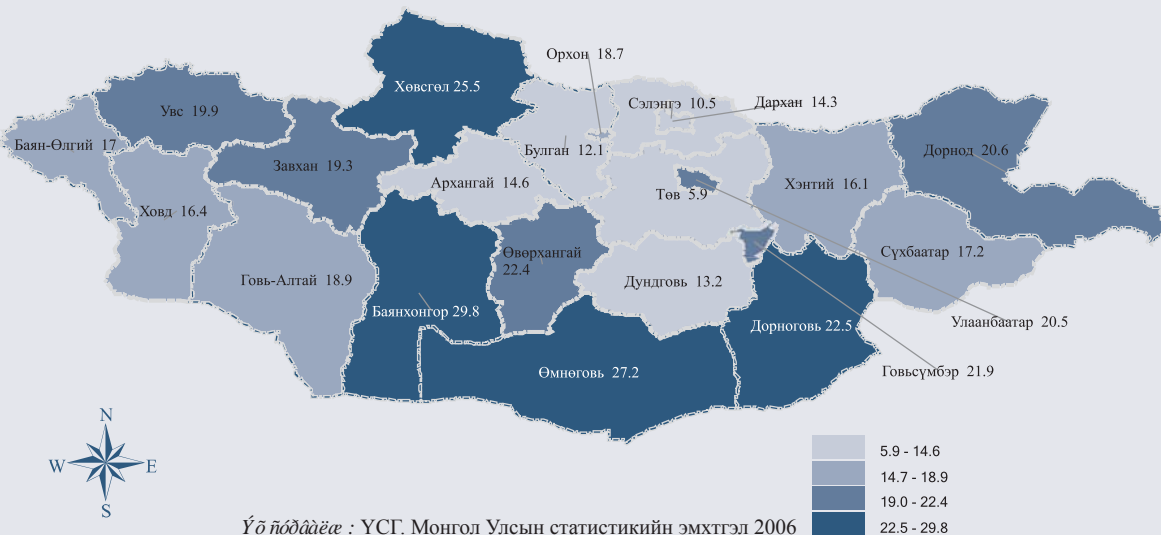 Орхон 18.7
Хөвсгөл 25.5
Сэлэнгэ 10.5
Дархан 14.3
Увс 19.9
Баян-Өлгий 17
Булган 12.1
Дорнод 20.6
Завхан 19.3
Архангай 14.6
Төв 5.9
Хэнтий 16.1
Ховд 16.4
Өвөрхангай
22.4
Сүхбаатар 17.2
Говь-Алтай 18.9
Дундговь 13.2
Баянхонгор 29.8
Дорноговь 22.5
Улаанбаатар 20.5
Өмнөговь 27.2
Говьсүмбэр 21.9
N
W E
S
5.9 - 14.6
14.7 - 18.9
19.0 - 22.4
22.5 - 29.8
Ýõ ñóðâàëæ : ҮСГ. Монгол Улсын статистикийн эмхтгэл 2006